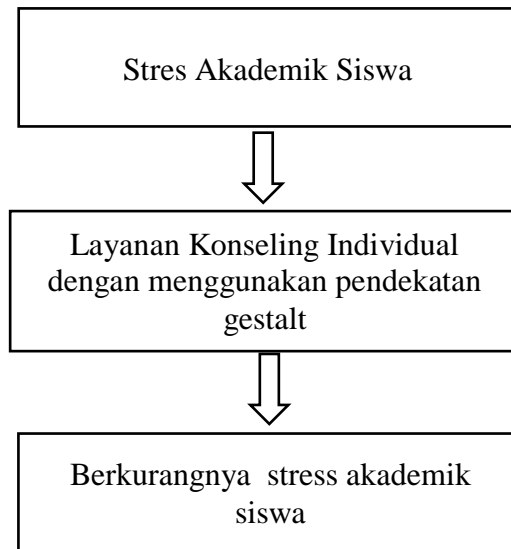 Stres Akademik Siswa
Layanan Konseling Individual
dengan menggunakan pendekatan
gestalt
Berkurangnya stress akademik
siswa